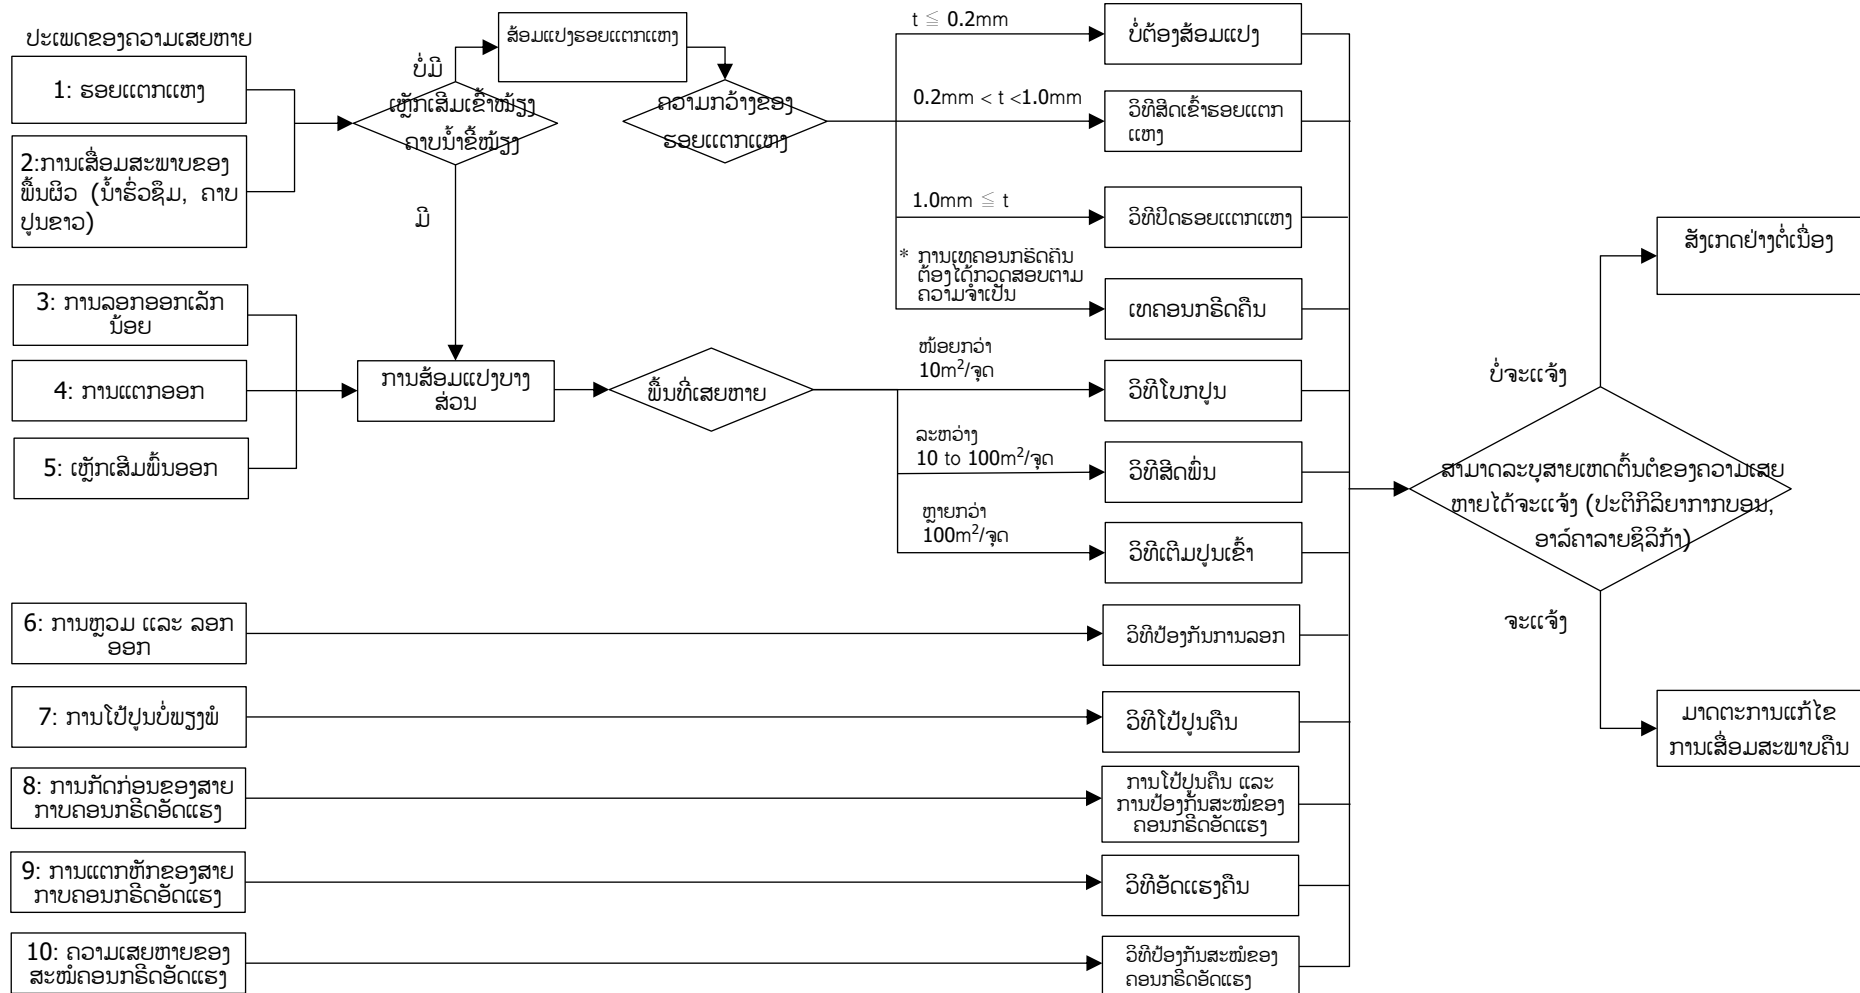 ປະເພດຂອງຄວາມເສຍຫາຍ
1: ຮອຍແຕກແຫງ
2:ການເສື່ອມສະພາບຂອງ
ພື້ນຜິວ (ນ້ຳຮົ່ວຊຶມ, ຄາບ
ປູນຂາວ)
3: ການລອກອອກເລັກ
ນ້ອຍ
4: ການແຕກອອກ
5: ເຫຼັກເສີມພົ້ນອອກ
6: ການຫຼວມ ແລະ ລອກ
ອອກ
7: ການໂປ້ປູນບໍ່ພຽງພໍ
8: ການກັດກ່ອນຂອງສາຍ
ກາບຄອນກຣີດອັດແຮງ
9: ການແຕກຫັກຂອງສາຍ
ກາບຄອນກຣີດອັດແຮງ
10: ຄວາມເສຍຫາຍຂອງ
ສະໝໍຄອນກຣີດອັດແຮງ
ເຫຼັກເສີມເຂົ້າໝ້ຽງ
ຄາບນ້ຳຂີ້ໝ້ຽງ
ບໍ່ມີ
ມີ
ສ້ອມແປງຮອຍແຕກແຫງ
ຄວາມກວ້າງຂອງ
ຮອຍແຕກແຫງ
ການສ້ອມແປງບາງ
ສ່ວນ
ພື້ນທີ່ເສຍຫາຍ
t ≦ 0.2mm
0.2mm < t <1.0mm
1.0mm ≦ t
* ການເທຄອນກຣີດຄືນ
ຕ້ອງໄດ້ກວດສອບຕາມ
ຄວາມຈຳເປັນ
ໜ້ອຍກວ່າ
10m²/ຈຸດ
ລະຫວ່າງ
10 to 100m²/ຈຸດ
ຫຼາຍກວ່າ
100m²/ຈຸດ
ບໍ່ຕ້ອງສ້ອມແປງ
ວິທີສີດເຂົ້າຮອຍແຕກ
ແຫງ
ວິທີປິດຮອຍແຕກແຫງ
ເທຄອນກຣີດຄືນ
ວິທີໂບກປູນ
ວິທີສີດພົ່ນ
ວິທີເຕີມປູນເຂົ້າ
ວິທີປ້ອງກັນການລອກ
ວິທີໂປ້ປູນຄືນ
ການໂປ້ປູນຄືນ ແລະ
ການປ້ອງກັນສະໝໍຂອງ
ຄອນກຣີດອັດແຮງ
ວິທີອັດແຮງຄືນ
ວິທີປ້ອງກັນສະໝໍຂອງ
ຄອນກຣີດອັດແຮງ
ສັງເກດຢ່າງຕໍ່ເນື່ອງ
ບໍ່ຈະແຈ້ງ
ສາມາດລະບຸສາຍເຫດຕົ້ນຕໍຂອງຄວາມເສຍ
ຫາຍໄດ້ຈະແຈ້ງ (ປະຕິກິລິຍາກາກບອນ,
ອາລ໌ຄາລາຍຊິລິກ້າ)
ຈະແຈ້ງ
ມາດຕະການແກ້ໄຂ
ການເສື່ອມສະພາບຄືນ